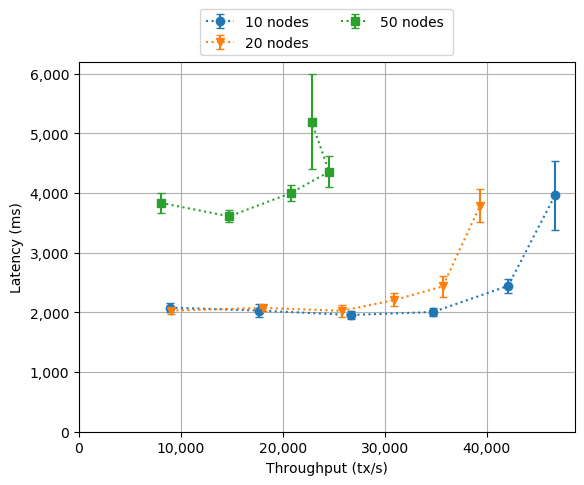 10 nodes
20 nodes
50 nodes
6,000
5,000
4,000
3,000
2,000
1,000
0
Latency (ms)
0 10,000 20,000 30,000 40,000
Throughput (tx/s)